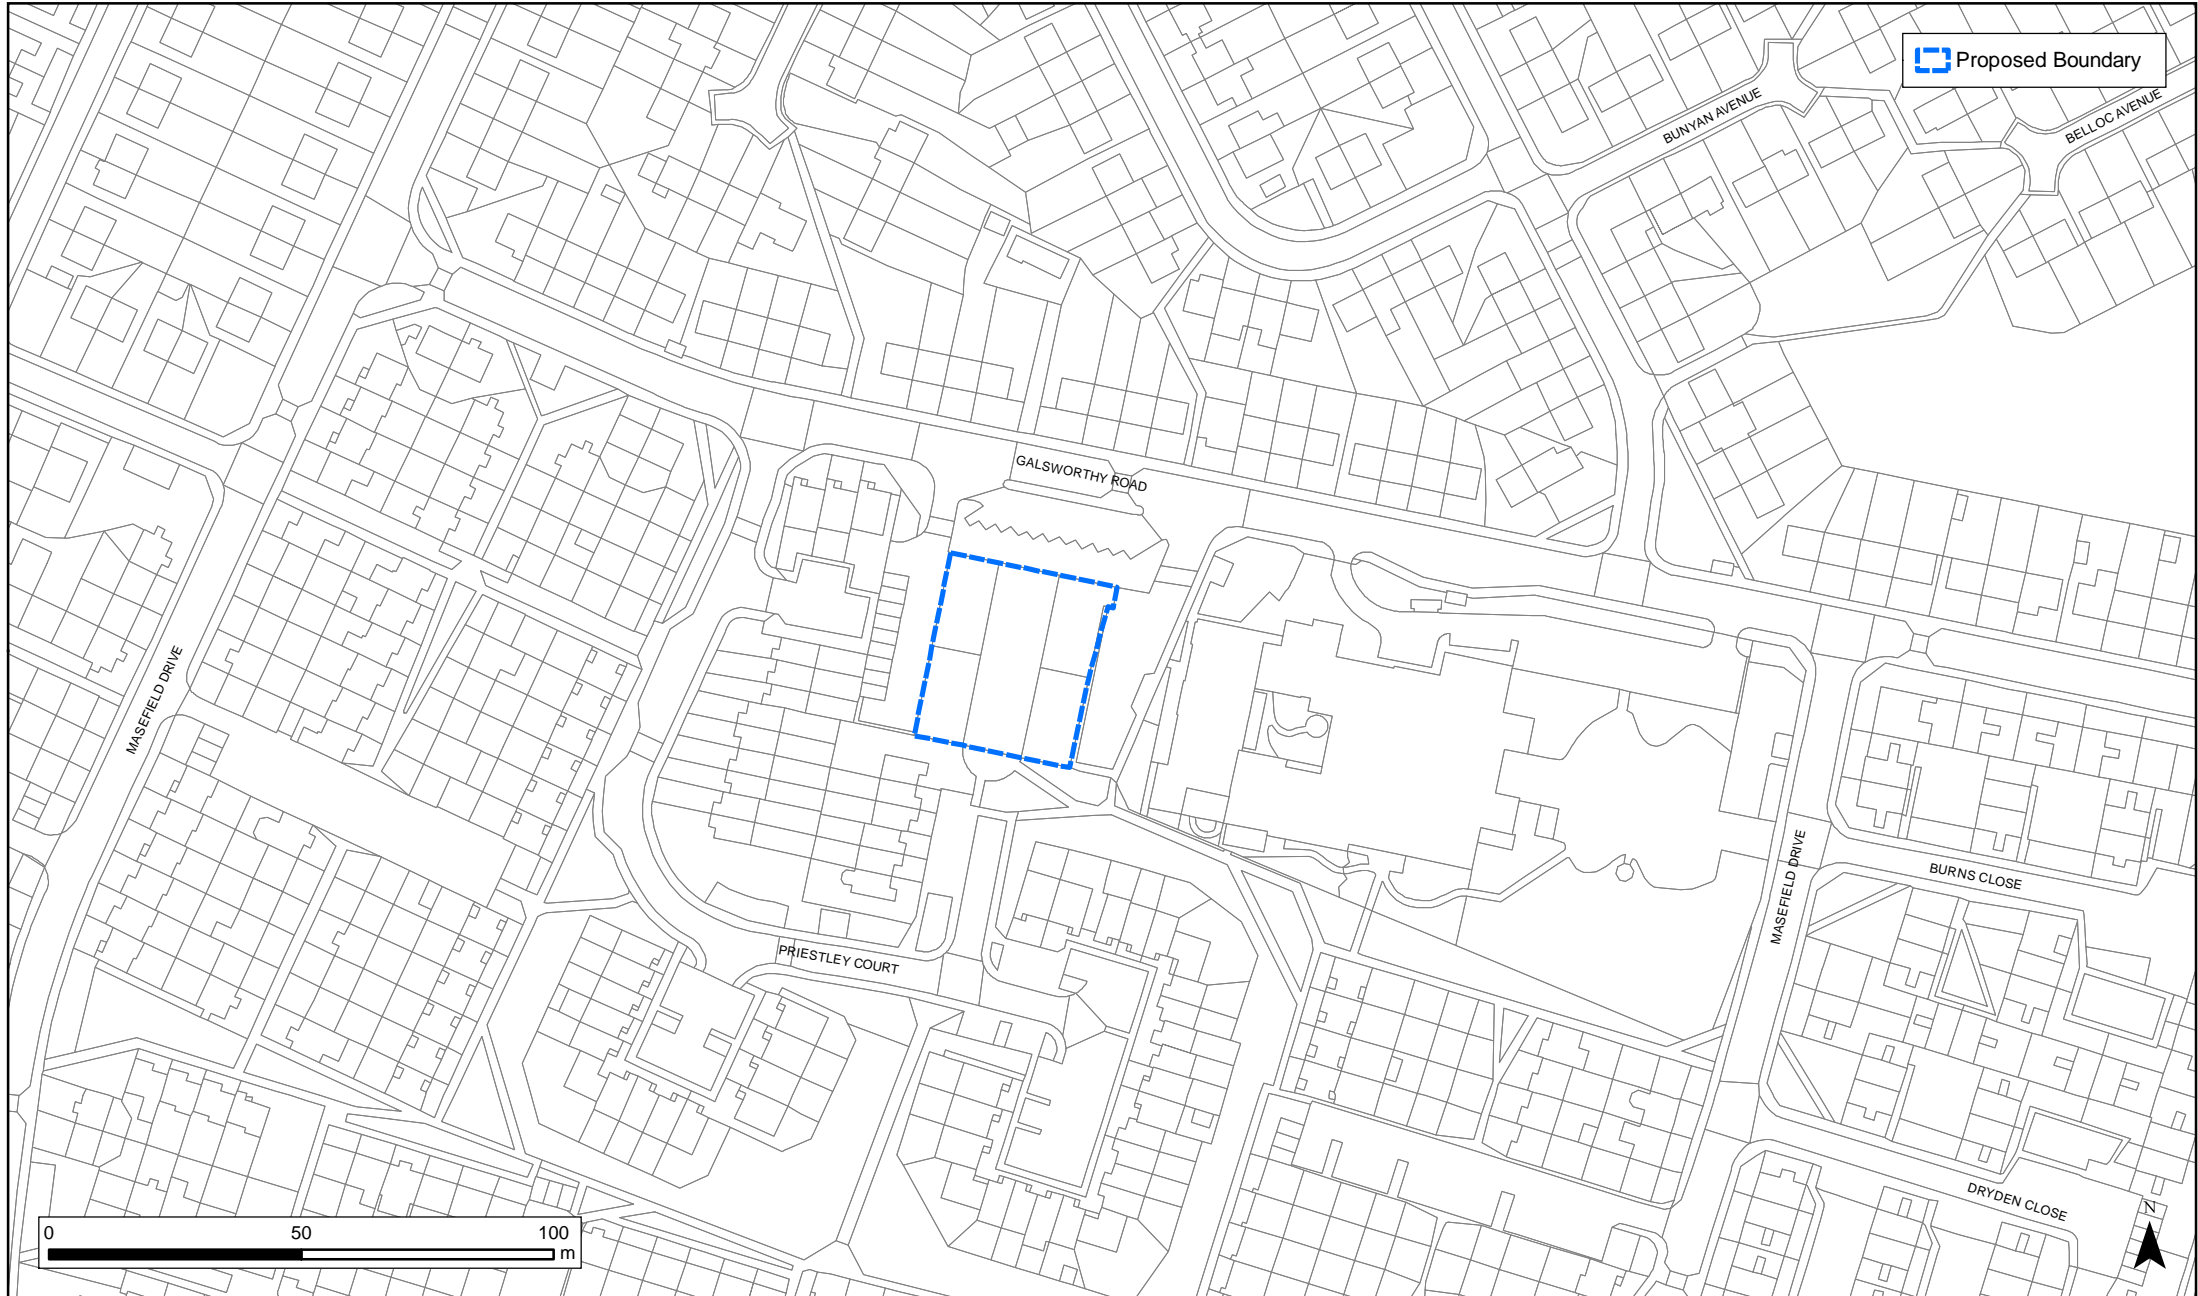 Proposed Boundary
BUNYAN AVENUE
BELLOC AVENUE
GALSWORTHY ROAD
MASEFIELD DRIVE
MASEFIELD DRIVE
BURNS CLOSE
PRIESTLEY COURT
DRYDEN CLOSE
N
0 50 100
m